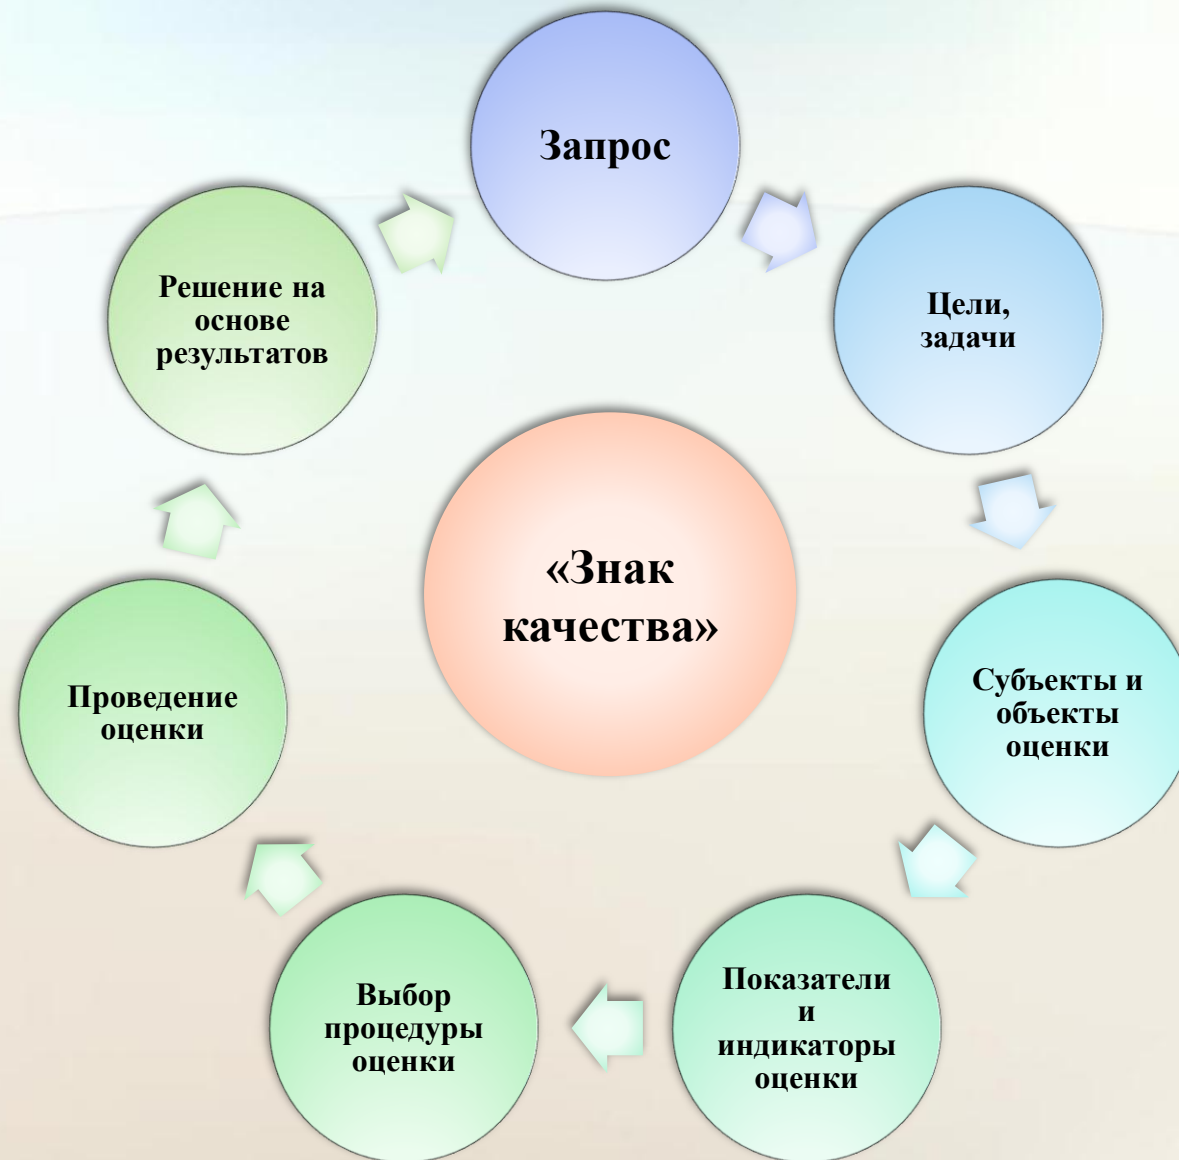 Запрос
Цели,
задачи
Субъекты и
объекты
оценки
Показатели
и
индикаторы
оценки
Выбор
процедуры
оценки
Проведение
оценки
Решение на
основе
результатов
«Знак
качества»